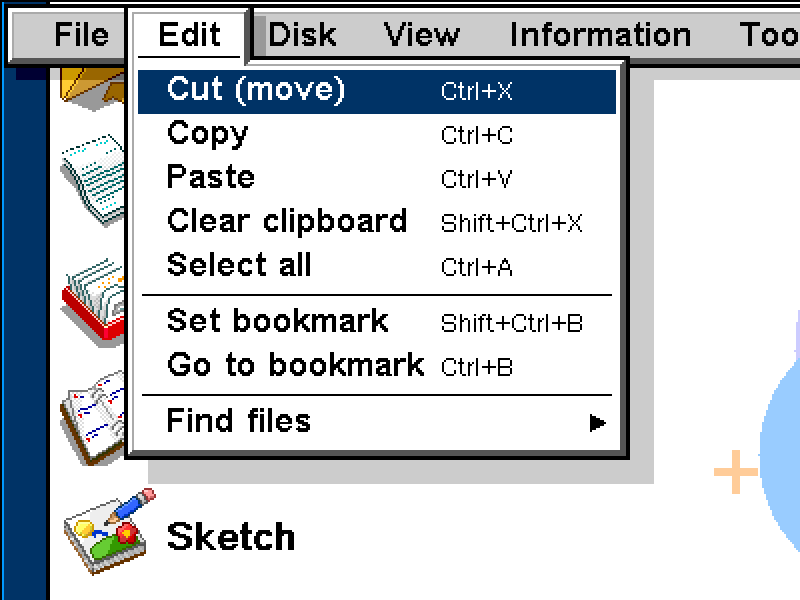 File Edit Disk View Information Too
Cut (move) Ctrl+X
Copy Ctrl+C
Paste Ctrl+V
Clear clipboard Shift+Ctrl+X
Select all Ctrl+A
Set bookmark Shift+Ctrl+B
Go to bookmark Ctrl+B
Find files
Sketch